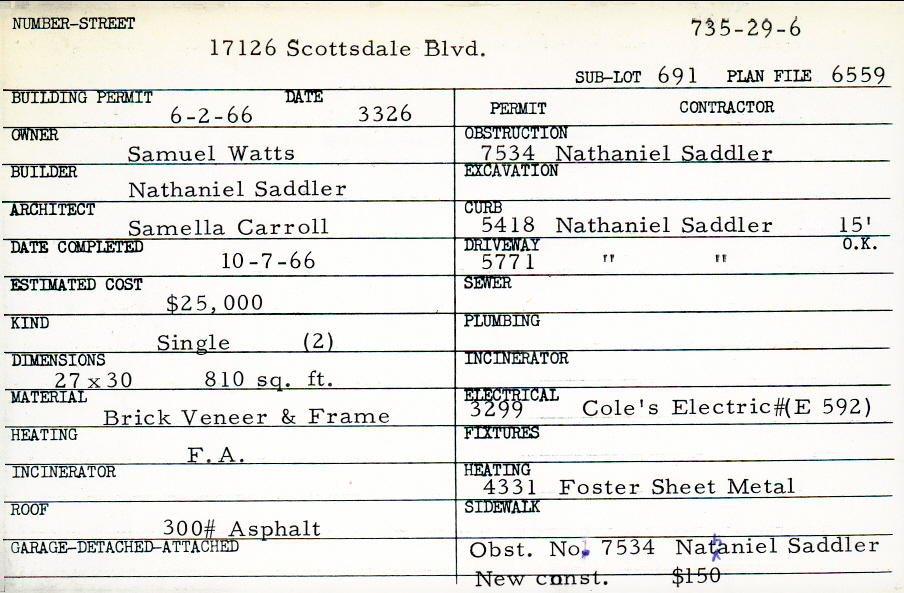 NUMBER-STREET 735-29-6
17126 Scottsdale Blvd.
SUB-LOT 691 PLAN FILE 6559
BUILDING PERMIT DATE
6-2-66 3326
OWNER
Samuel Watts
BUILDER
Nathaniel Saddler
ARCHITECT
Samella Carroll
DATE COMPLETED
10-7-66
ESTIMATED COST
$25,000
KIND
Single (2)
DIMENSIONS
27 x 30 810 sq. ft.
MATERIAL
Brick Veneer & Frame
HEATING
F.A.
INCINERATOR
ROOF
300# Asphalt
GARAGE-DETACHED-ATTACHED
PERMIT CONTRACTOR
OBSTRUCTION
7534 Nathaniel Saddler
EXCAVATION
CURB
5418 Nathaniel Saddler 15'
DRIVEWAY O.K.
5771 " "
SEWER
PLUMBING
INCINERATOR
ELECTRICAL
3299 Cole's Electric#(E 592)
FIXTURES
HEATING
4331 Foster Sheet Metal
SIDEWALK
Obst. No. 7534 Nathaniel Saddler
New const. $150